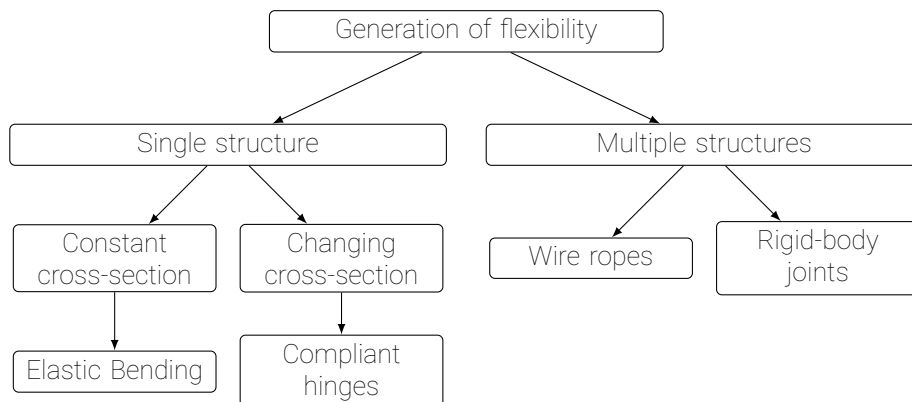 Generation of flexibility
Single structure
Multiple structures
Constant
cross-section
Changing
cross-section
Wire ropes
Rigid-body
joints
Elastic Bending
Compliant
hinges